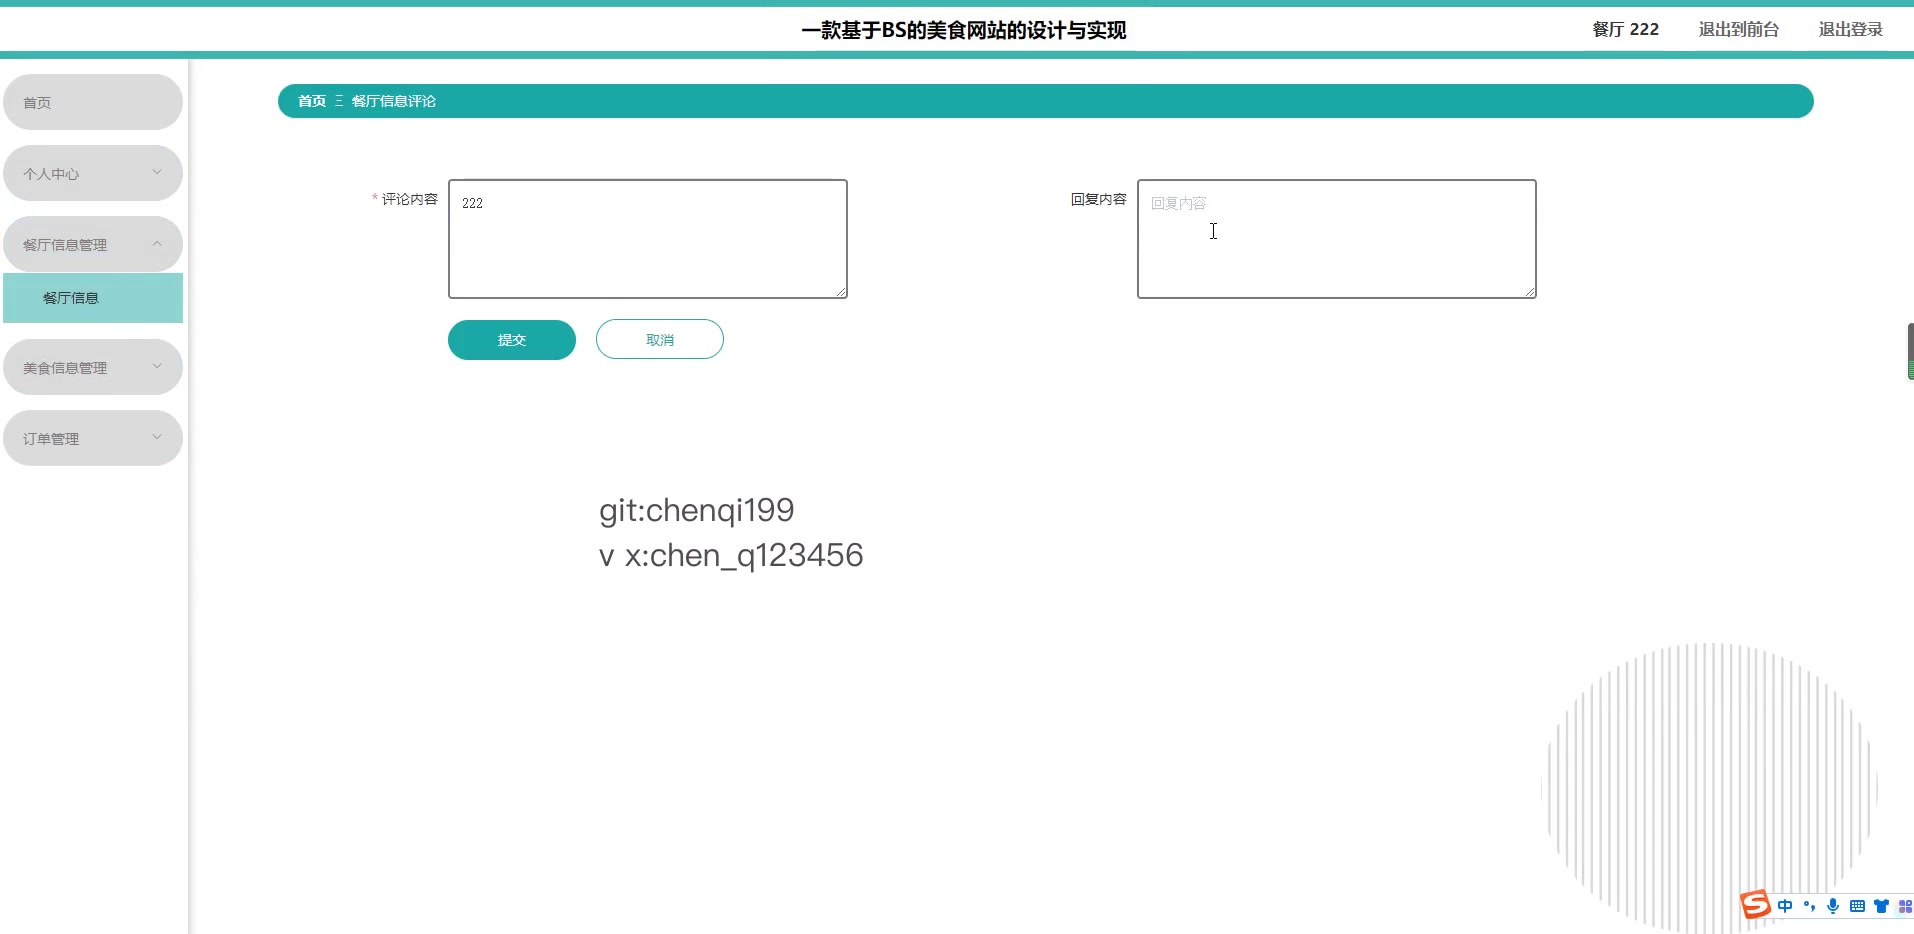 一款基于BS的美食网站的设计与实现
餐厅 222
退出到前台
退出登录
首页
个人中心
餐厅信息管理
餐厅信息
美食信息管理
订单管理
首页 Ξ 餐厅信息评论
* 评论内容
222
回复内容
回复内容
提交
取消
git:chenqi199
v x:chen_q123456
S 中